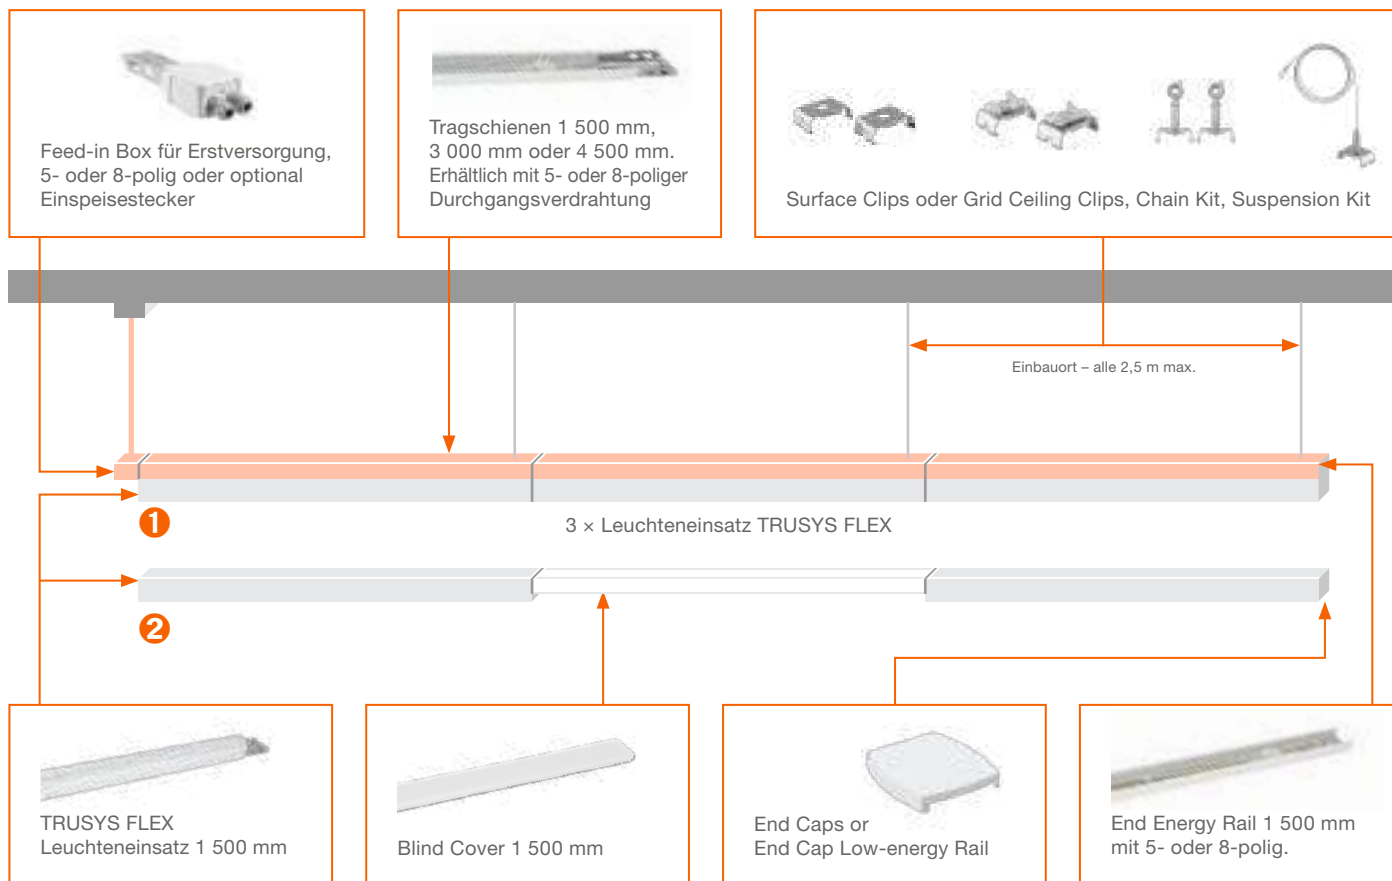 Feed-in Box für Erstversorgung,
5- oder 8-polig oder optional
Einspeisestecker
Tragschienen 1 500 mm,
3 000 mm oder 4 500 mm.
Erhältlich mit 5- oder 8-poliger
Durchgangsverdrahtung
Surface Clips oder Grid Ceiling Clips, Chain Kit, Suspension Kit
Einbauort – alle 2,5 m max.
1
3 × Leuchteneinsatz TRUSYS FLEX
2
TRUSYS FLEX
Leuchteneinsatz 1 500 mm
Blind Cover 1 500 mm
End Caps or
End Cap Low-energy Rail
End Energy Rail 1 500 mm
mit 5- oder 8-polig.